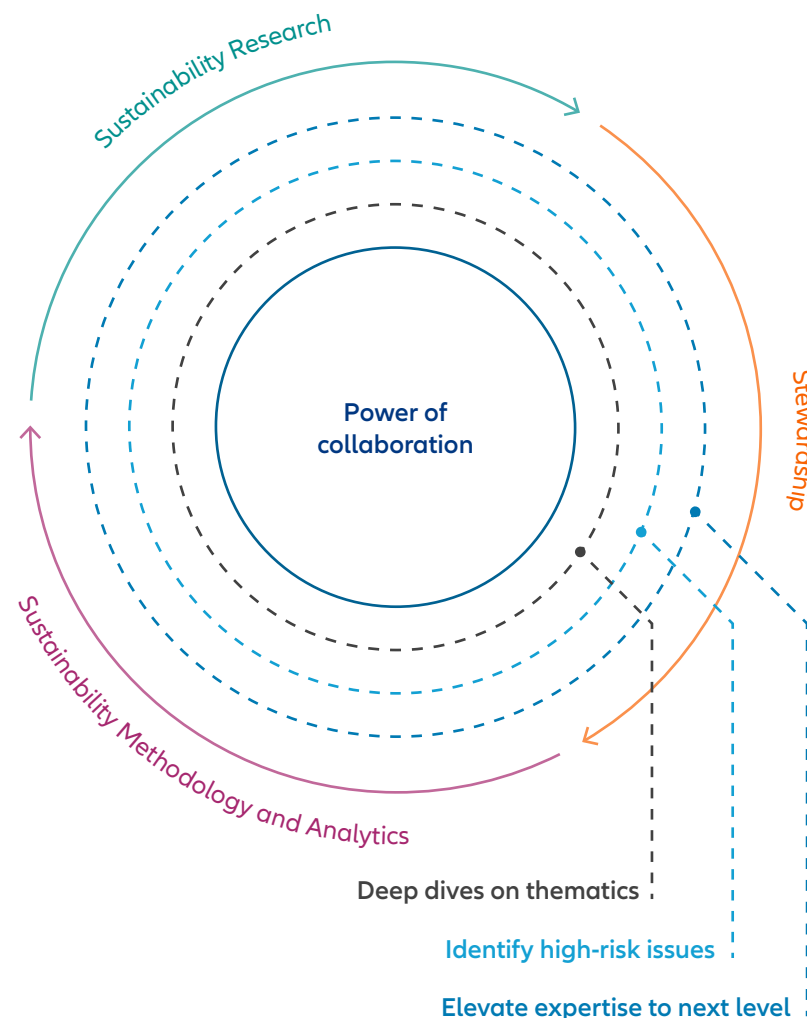 Sustainability Research
Stewardship
Power of
collaboration
Sustainability Methodology and Analytics
Deep dives on thematics
Identify high-risk issues
Elevate expertise to next level